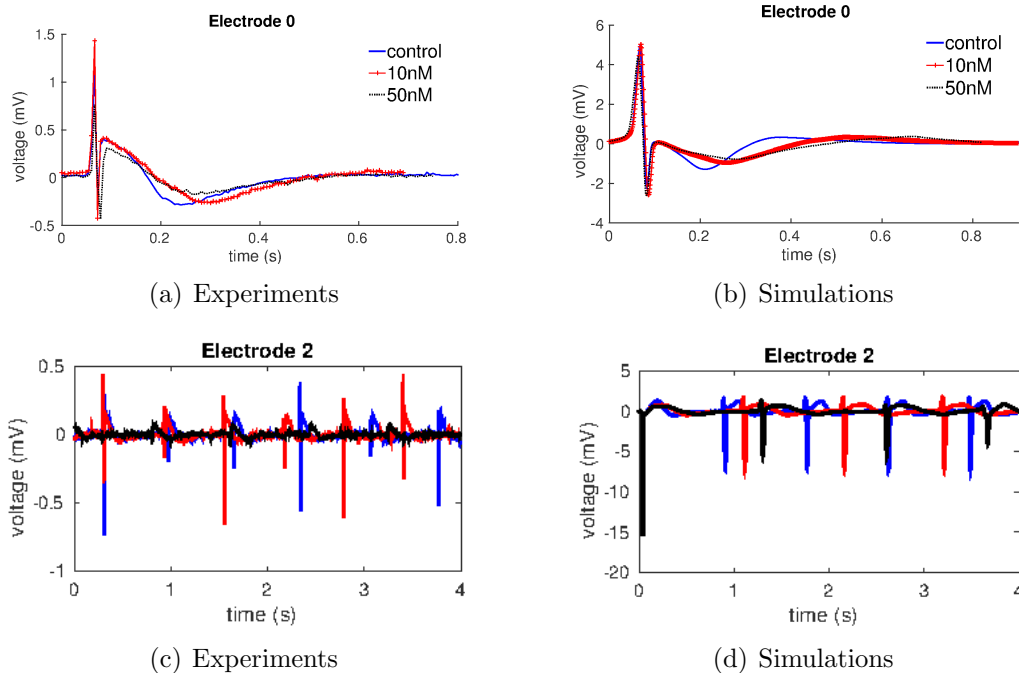 Electrode 0
1.5
1.0
0.5
0
-0.5
voltage (mV)
control
10nM
50nM
0
0.2
0.4
0.6
0.8
time (s)
(a) Experiments
Electrode 0
6
4
2
0
-2
-4
voltage (mV)
control
10nM
50nM
0
0.2
0.4
0.6
0.8
time (s)
(b) Simulations
Electrode 2
0.5
0
-0.5
-1
voltage (mV)
0
1
2
3
4
time (s)
(c) Experiments
Electrode 2
5
0
-5
-10
-15
-20
voltage (mV)
0
1
2
3
4
time (s)
(d) Simulations